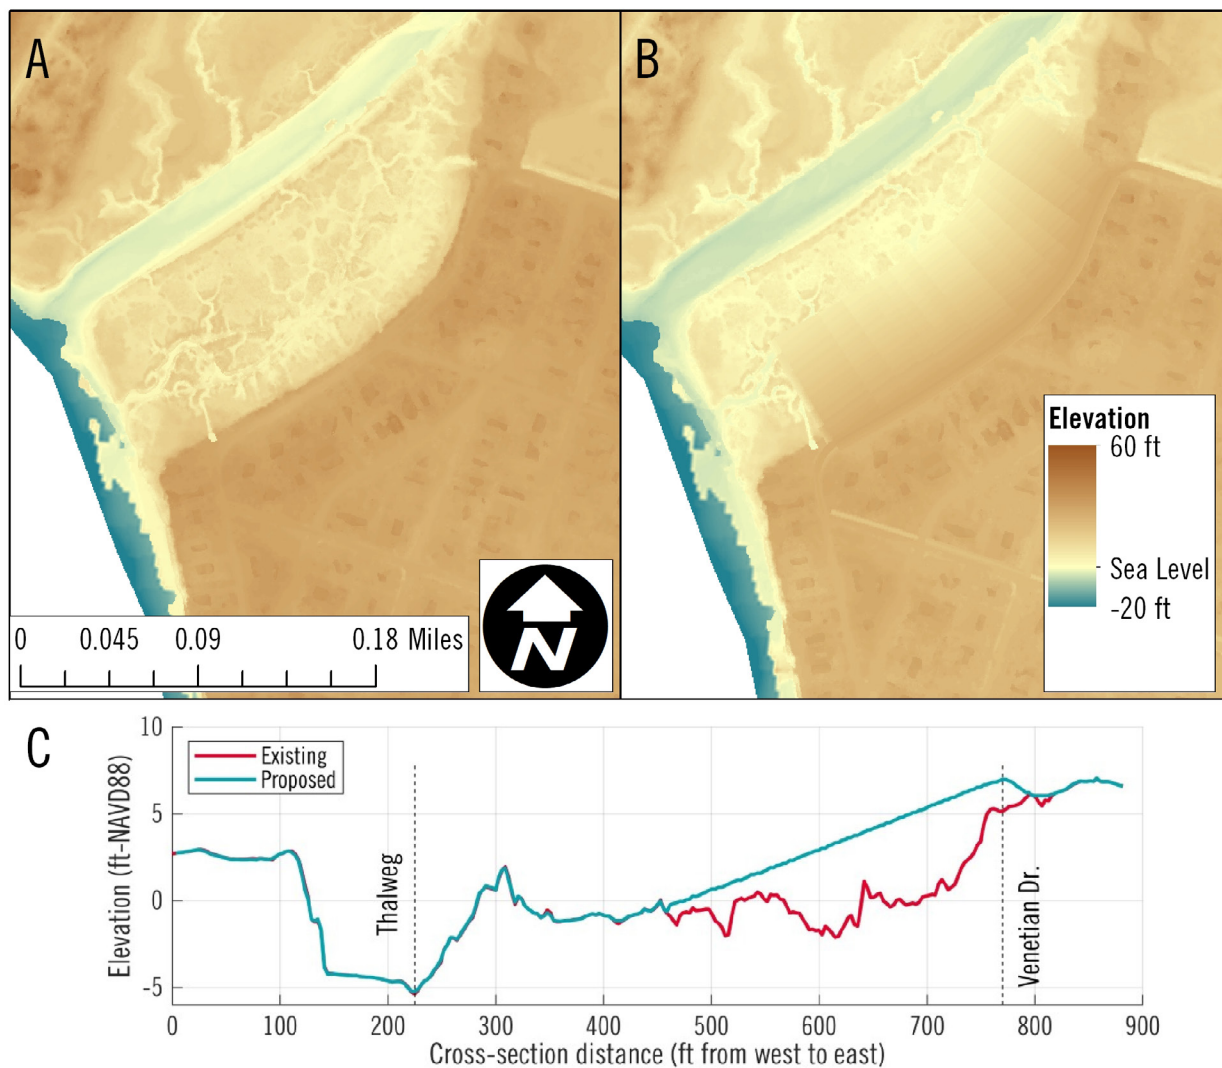 A
B
Elevation
60 ft
Sea Level
-20 ft
0 0.045 0.09 0.18 Miles
N
C
10
5
0
-5
Elevation (ft-NAVD88)
Existing
Proposed
Thalweg
Venetian Dr.
0 100 200 300 400 500 600 700 800 900
Cross-section distance (ft from west to east)